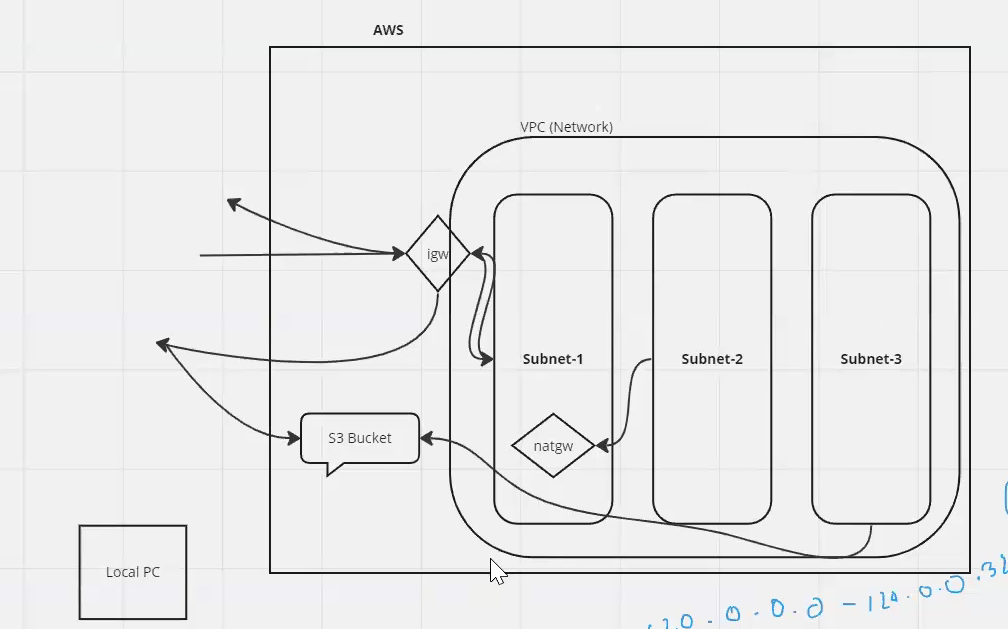 AWS
VPC (Network)
igw
Subnet-1
Subnet-2
Subnet-3
S3 Bucket
natgw
Local PC